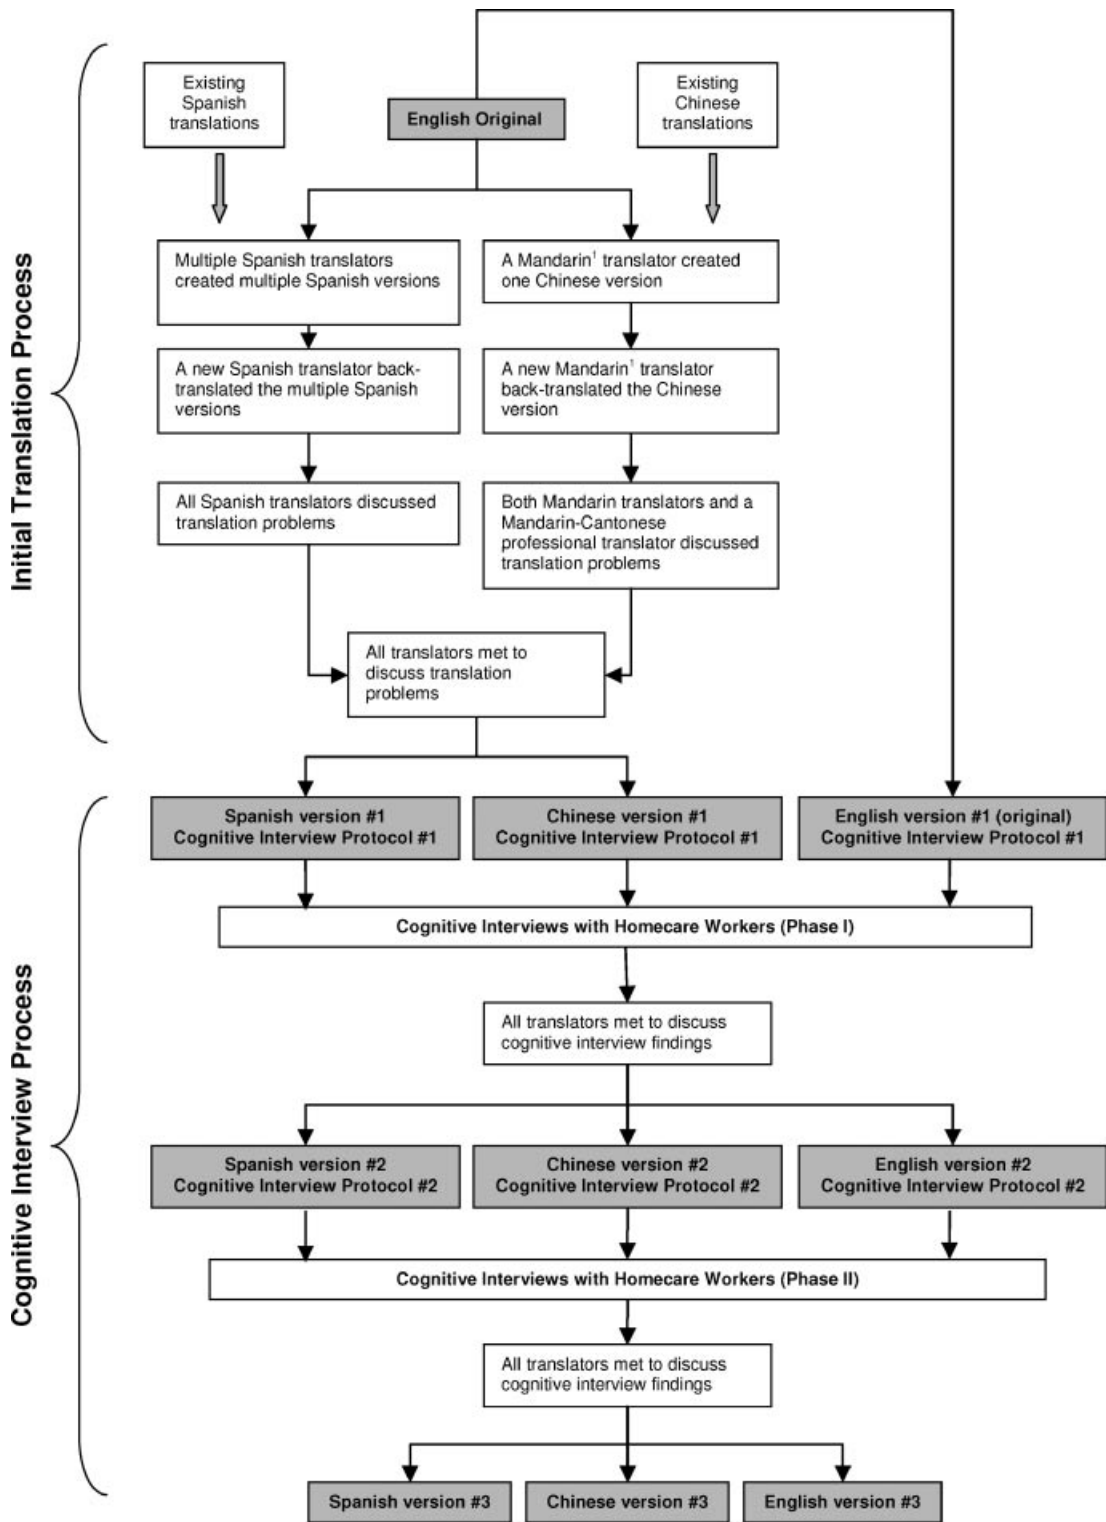 Initial Translation Process
Existing
Spanish
translations
English Original
Existing
Chinese
translations
Multiple Spanish translators
created multiple Spanish versions
A Mandarin¹ translator created
one Chinese version
A new Spanish translator back-
translated the multiple Spanish
versions
A new Mandarin¹ translator
back-translated the Chinese
version
All Spanish translators discussed
translation problems
Both Mandarin translators and a
Mandarin-Cantonese
professional translator discussed
translation problems
All translators met to
discuss translation
problems
Cognitive Interview Process
Spanish version #1
Cognitive Interview Protocol #1
Chinese version #1
Cognitive Interview Protocol #1
English version #1 (original)
Cognitive Interview Protocol #1
Cognitive Interviews with Homecare Workers (Phase I)
All translators met to discuss
cognitive interview findings
Spanish version #2
Cognitive Interview Protocol #2
Chinese version #2
Cognitive Interview Protocol #2
English version #2
Cognitive Interview Protocol #2
Cognitive Interviews with Homecare Workers (Phase II)
All translators met to discuss
cognitive interview findings
Spanish version #3
Chinese version #3
English version #3